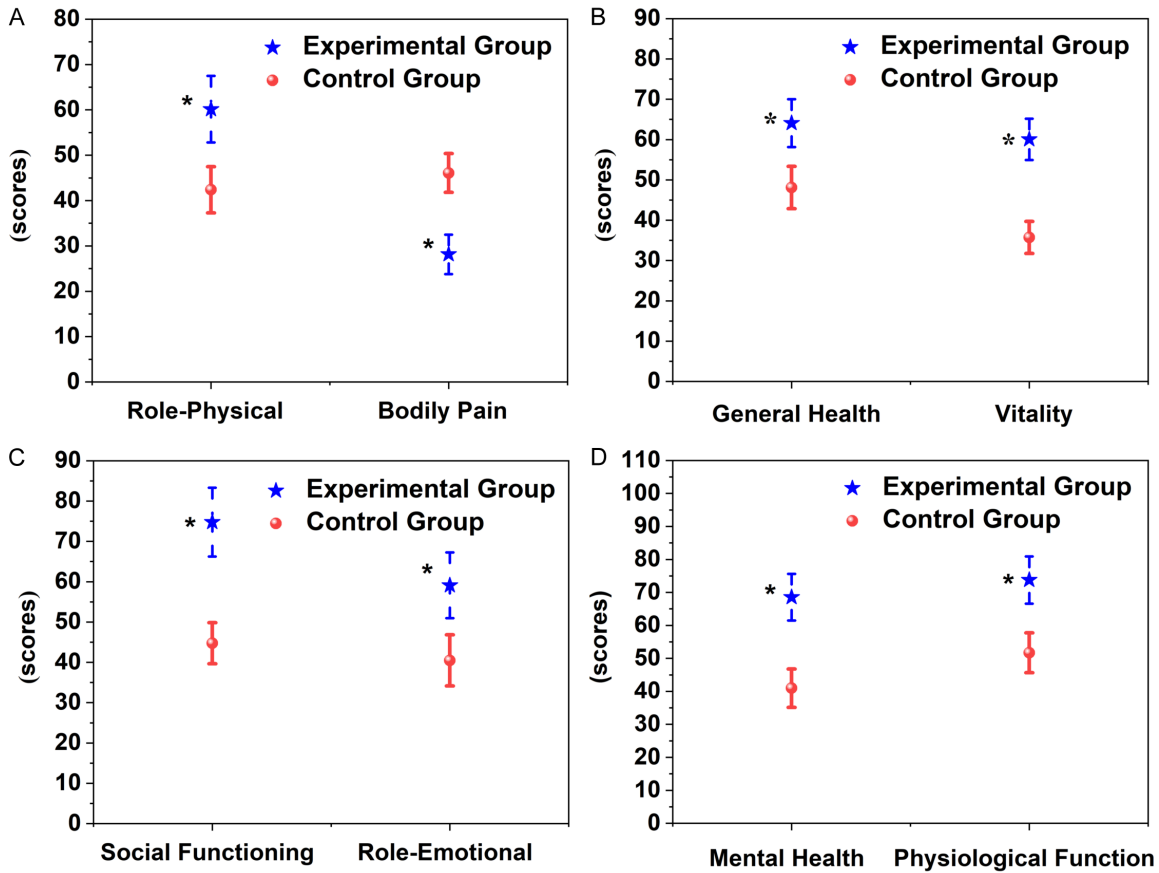 A
80
70
60
50
40
30
20
10
0
(scores)
Experimental Group
Control Group
*
*
Role-Physical
Bodily Pain
B
90
80
70
60
50
40
30
20
10
0
(scores)
Experimental Group
Control Group
*
*
General Health
Vitality
C
90
80
70
60
50
40
30
20
10
0
(scores)
Experimental Group
Control Group
*
*
Social Functioning
Role-Emotional
D
110
100
90
80
70
60
50
40
30
20
10
0
(scores)
Experimental Group
Control Group
*
*
Mental Health
Physiological Function